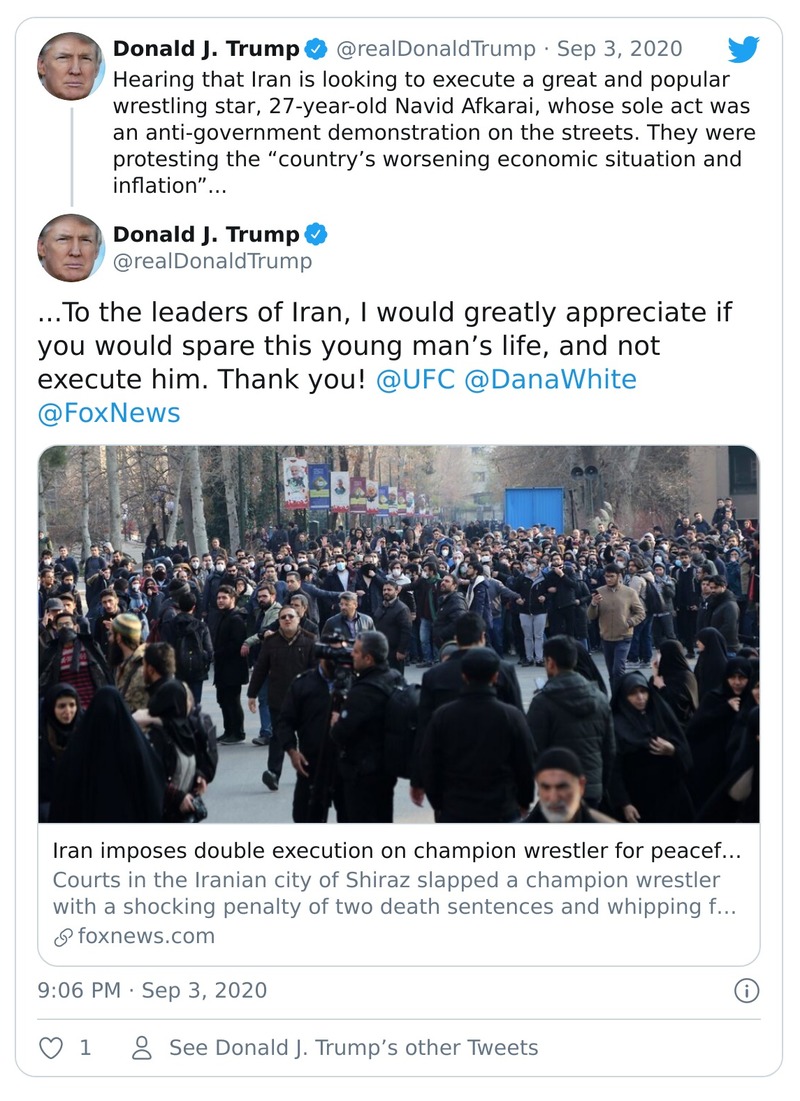 Donald J. Trump @realDonaldTrump · Sep 3, 2020
Hearing that Iran is looking to execute a great and popular
wrestling star, 27-year-old Navid Afkarai, whose sole act was
an anti-government demonstration on the streets. They were
protesting the “country’s worsening economic situation and
inflation”...
Donald J. Trump
@realDonaldTrump
...To the leaders of Iran, I would greatly appreciate if
you would spare this young man’s life, and not
execute him. Thank you! @UFC @DanaWhite
@FoxNews
Iran imposes double execution on champion wrestler for peacef...
Courts in the Iranian city of Shiraz slapped a champion wrestler
with a shocking penalty of two death sentences and whipping f...
foxnews.com
9:06 PM · Sep 3, 2020
1 See Donald J. Trump’s other Tweets